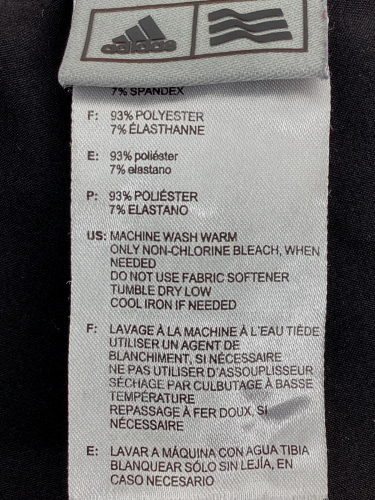 adidas
7% SPANDEX
F: 93% POLYESTER
7% ÉLASTHANNE
E: 93% poliéster
7% elastano
P: 93% POLIÉSTER
7% ELASTANO
US: MACHINE WASH WARM
ONLY NON-CHLORINE BLEACH, WHEN
NEEDED
DO NOT USE FABRIC SOFTENER
TUMBLE DRY LOW
COOL IRON IF NEEDED
F: LAVAGE À LA MACHINE À L'EAU TIÈDE
UTILISER UN AGENT DE
BLANCHIMENT, SI NÉCESSAIRE
NE PAS UTILISER D'ASSOUPLISSEUR
SÉCHAGE PAR CULBUTAGE À BASSE
TEMPÉRATURE
REPASSAGE À FER DOUX, SI
NÉCESSAIRE
E: LAVAR A MÁQUINA CON AGUA TIBIA
BLANQUEAR SÓLO SIN LEJÍA, EN
CASO NECESARIO